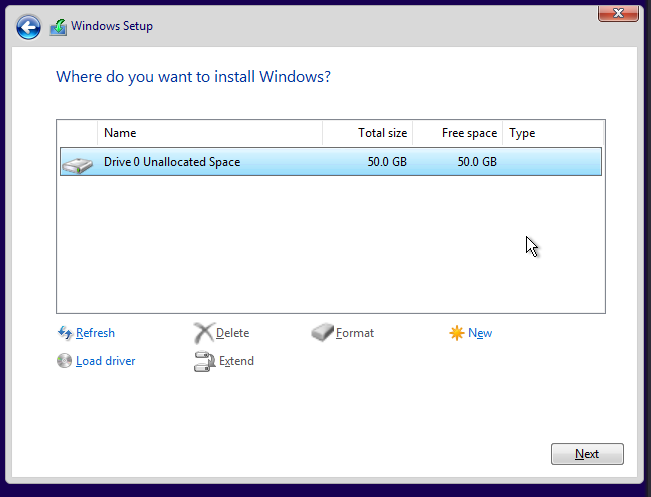 Windows Setup
Where do you want to install Windows?
Name Total size Free space Type
Drive 0 Unallocated Space 50.0 GB 50.0 GB
Refresh Delete Format New
Load driver Extend
Next